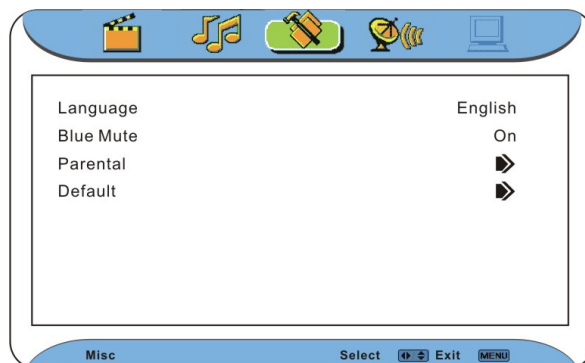 Language English
Blue Mute On
Parental
Default
Misc Select Exit MENU